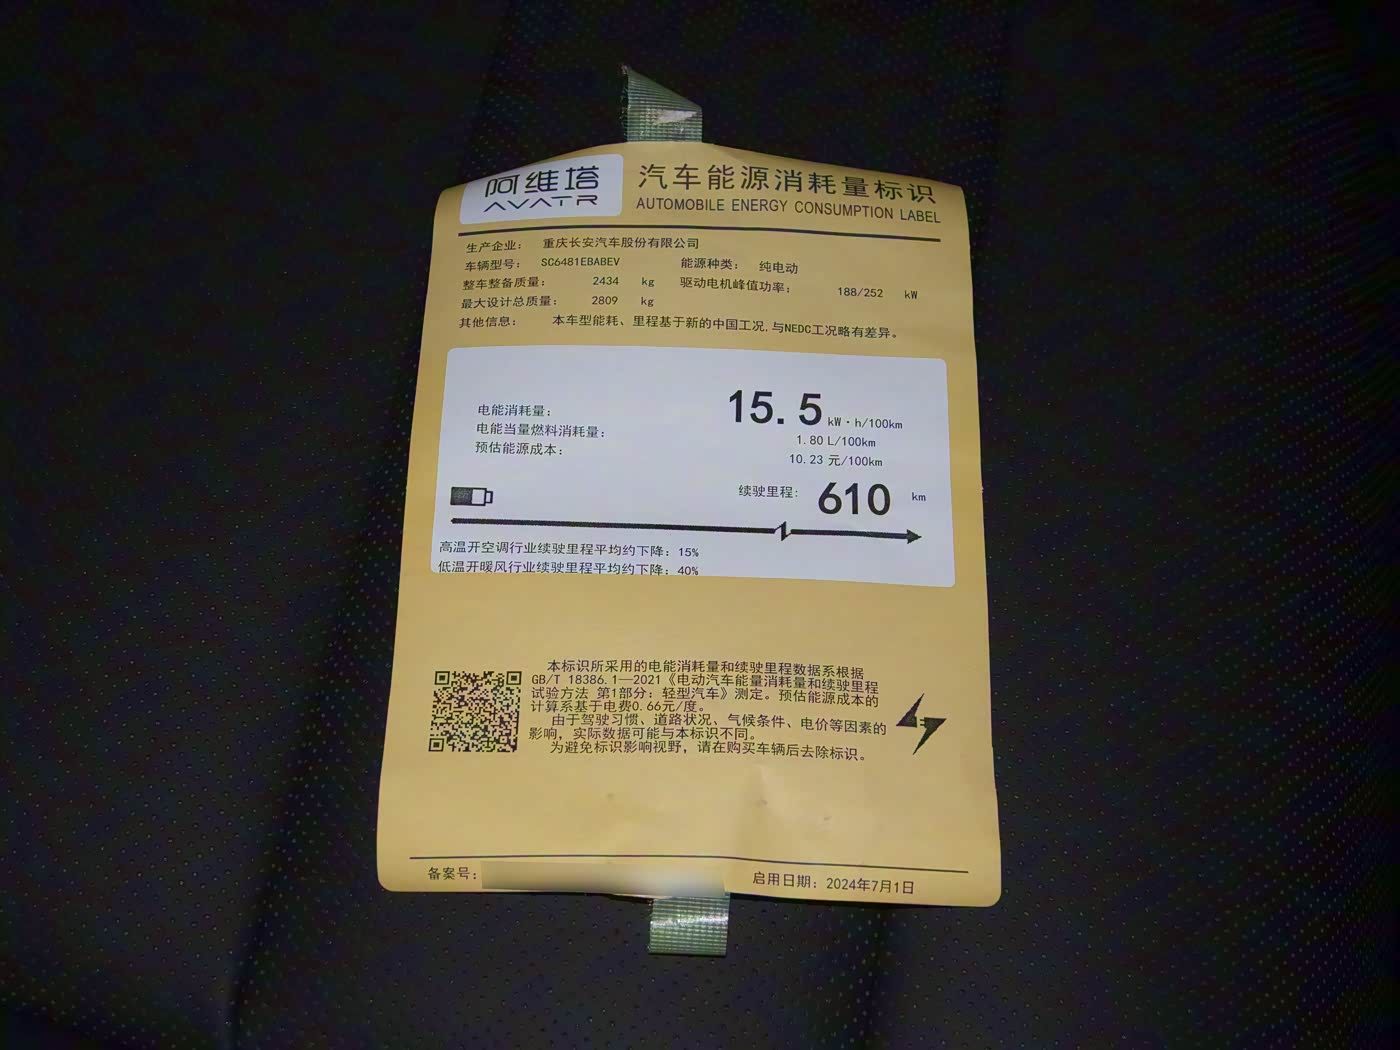 阿维塔
AVATR
汽车能源消耗量标识
AUTOMOBILE ENERGY CONSUMPTION LABEL
生产企业: 重庆长安汽车股份有限公司
车辆型号: SC6481EBABEV 能源种类: 纯电动
整车整备质量: 2434 kg 驱动电机峰值功率: 188/252 kW
最大设计总质量: 2809 kg
其他信息: 本车型能耗、里程基于新的中国工况,与NEDC工况略有差异。
电能消耗量: 15.5 kW·h/100km
电能当量燃料消耗量: 1.80 L/100km
预估能源成本: 10.23 元/100km
续驶里程: 610 km
高温开空调行业续驶里程平均约下降: 15%
低温开暖风行业续驶里程平均约下降: 40%
本标识所采用的电能消耗量和续驶里程数据系根据
GB/T 18386.1—2021《电动汽车能量消耗量和续驶里程
试验方法 第1部分: 轻型汽车》测定。预估能源成本的
计算系基于电费0.66元/度。
由于驾驶习惯、道路状况、气候条件、电价等因素的
影响, 实际数据可能与本标识不同。
为避免标识影响视野, 请在购买车辆后去除标识。
备案号:
启用日期: 2024年7月1日